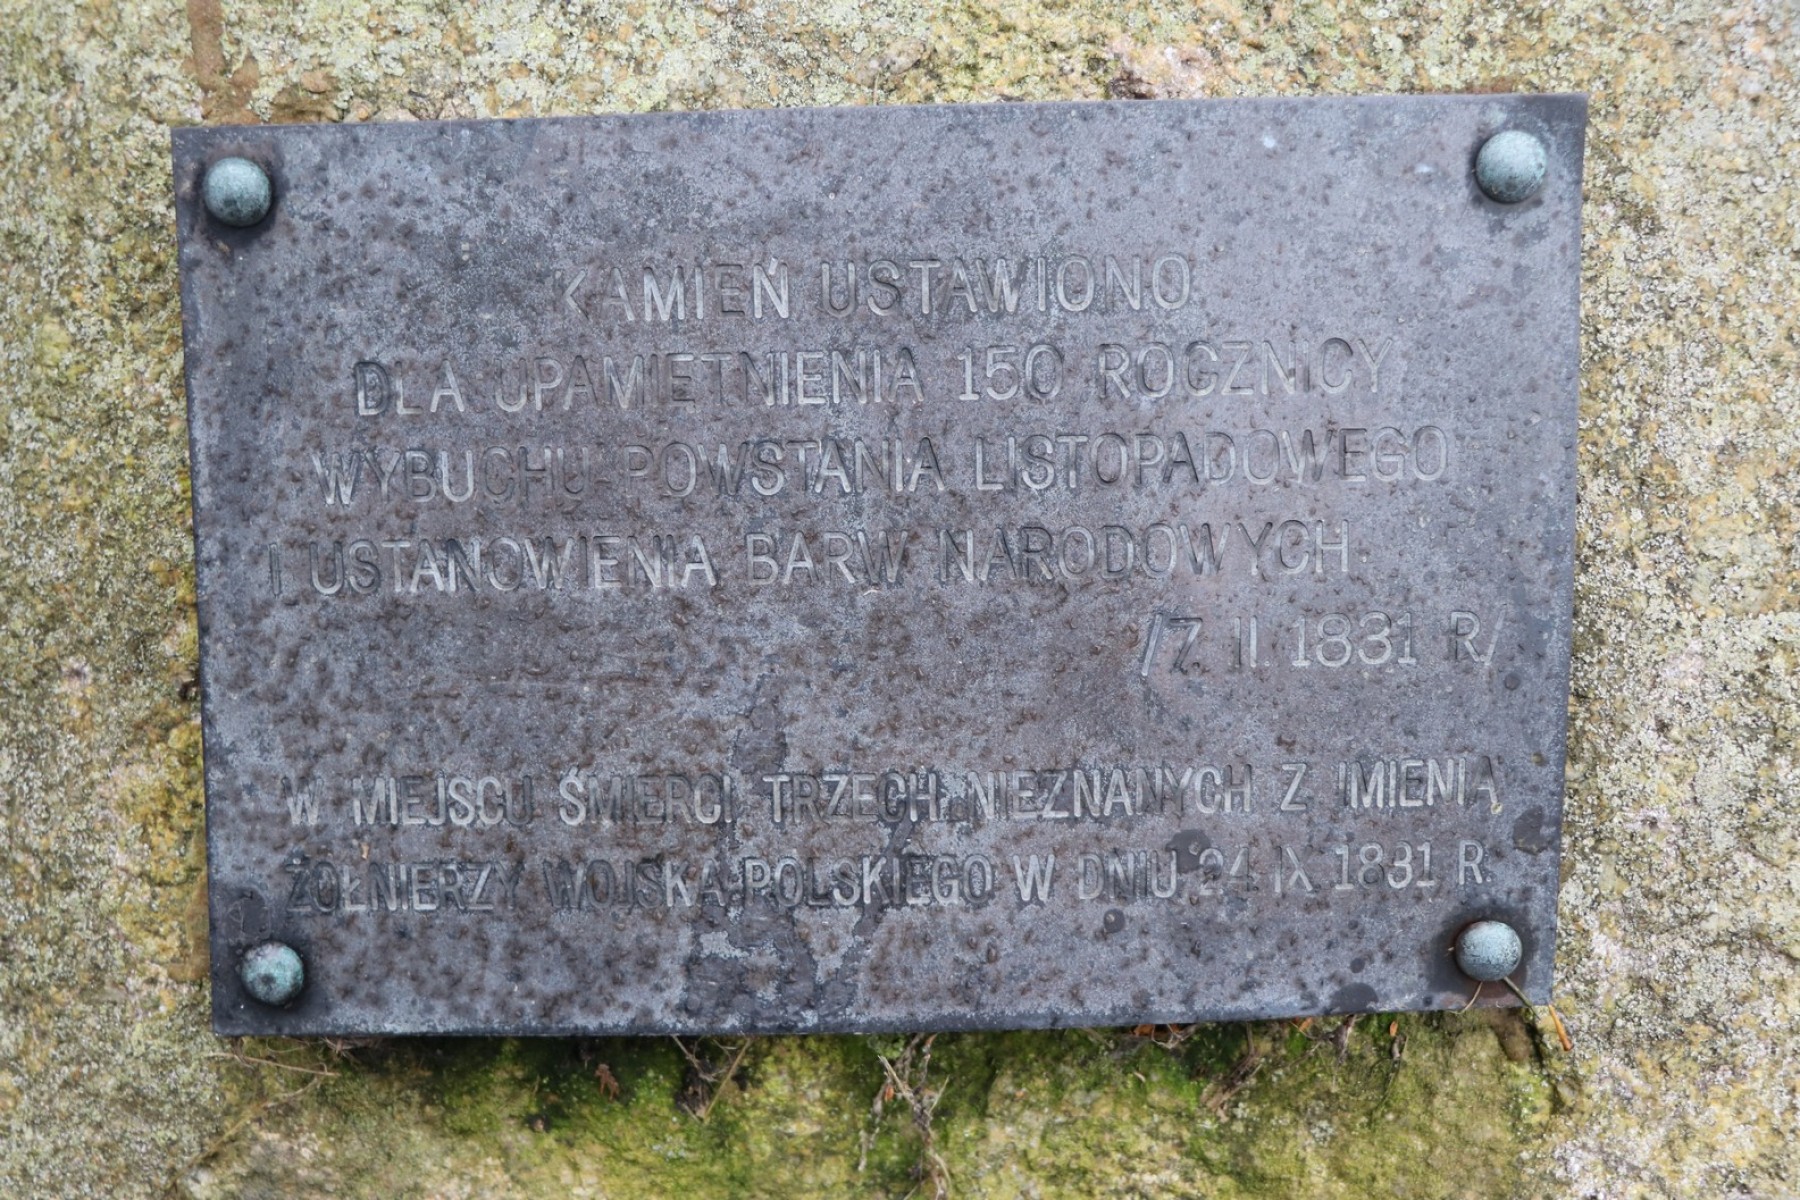 KAMIEŃ USTAWIONO
DLA UPAMIETNIENIA 150 ROCZNICY
WYBUCHU POWSTANIA LISTOPADOWEGO
I USTANOWIENIA BARW NARODOWYCH
/7. II. 1831 R/
W MIEJSCU ŚMIERCI TRZECH NIEZNANYCH Z IMIENIA
ŻOŁNIERZY WOJSKA POLSKIEGO W DNIU 24 IX 1831 R.